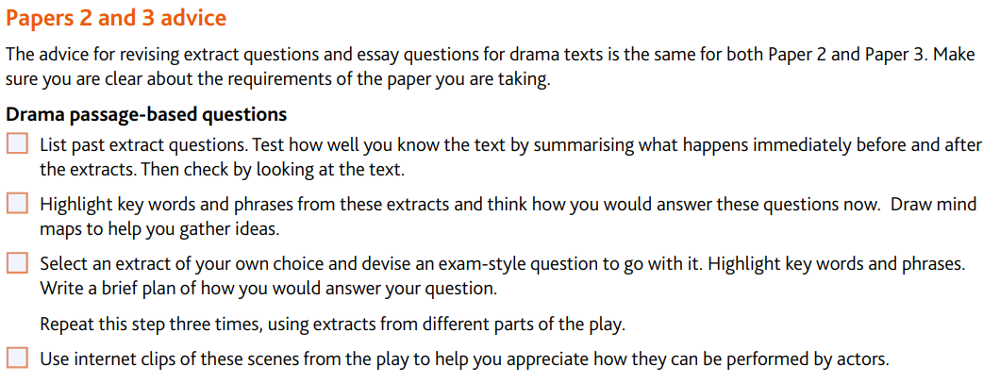 Papers 2 and 3 advice
The advice for revising extract questions and essay questions for drama texts is the same for both Paper 2 and Paper 3. Make
sure you are clear about the requirements of the paper you are taking.
Drama passage-based questions
List past extract questions. Test how well you know the text by summarising what happens immediately before and after
the extracts. Then check by looking at the text.
Highlight key words and phrases from these extracts and think how you would answer these questions now.  Draw mind
maps to help you gather ideas.
Select an extract of your own choice and devise an exam-style question to go with it. Highlight key words and phrases.
Write a brief plan of how you would answer your question.
Repeat this step three times, using extracts from different parts of the play.
Use internet clips of these scenes from the play to help you appreciate how they can be performed by actors.